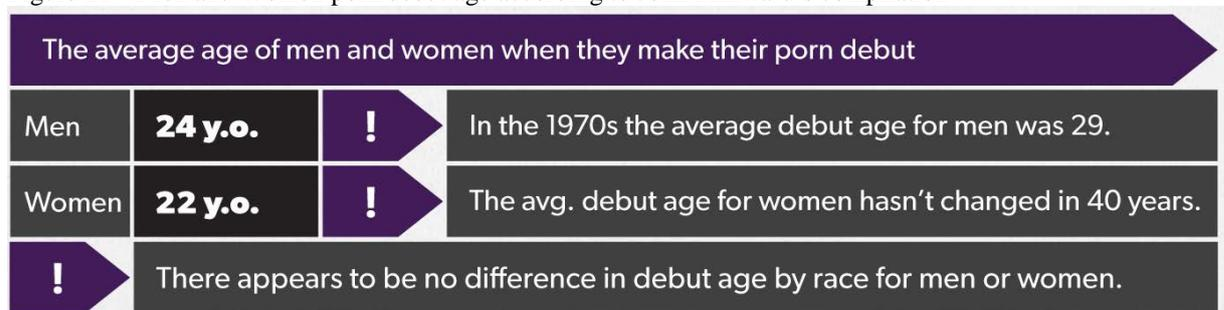 The average age of men and women when they make their porn debut
Men 24 y.o. ! In the 1970s the average debut age for men was 29.
Women 22 y.o. ! The avg. debut age for women hasn't changed in 40 years.
! There appears to be no difference in debut age by race for men or women.